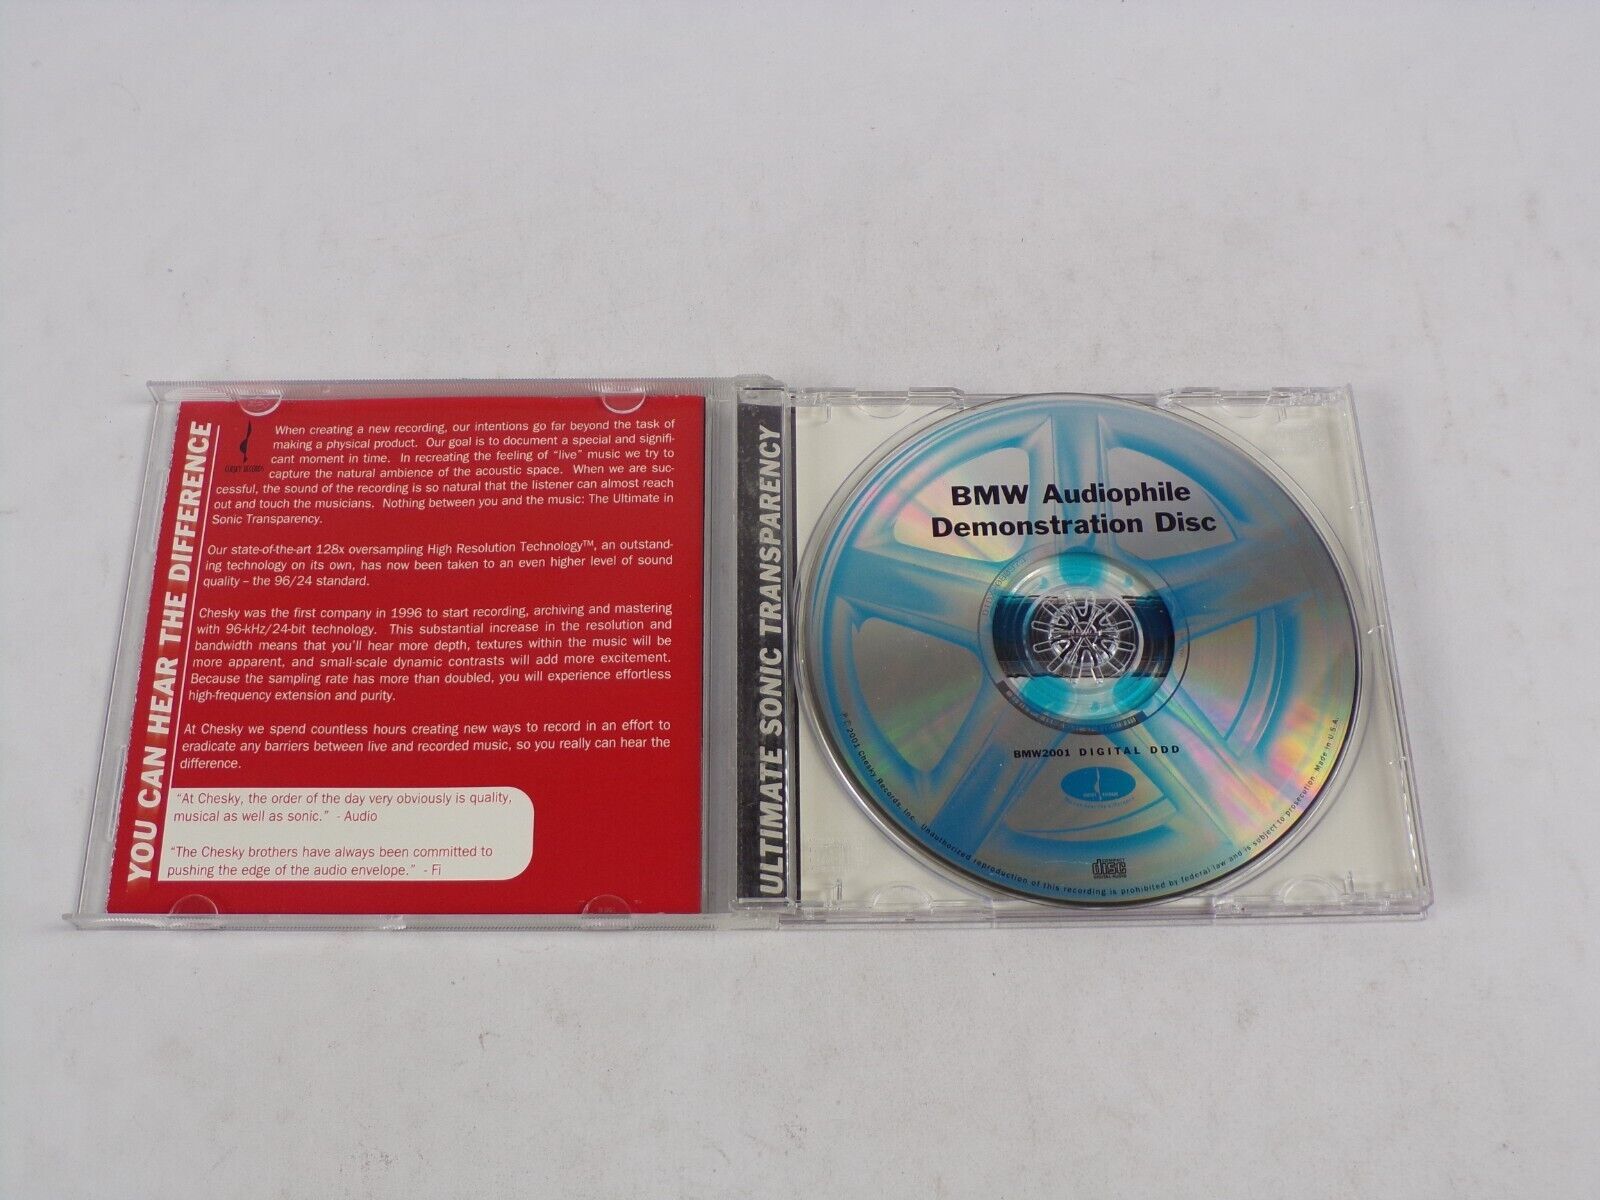 YOU CAN HEAR THE DIFFERENCE
CHESKY RECORDS
When creating a new recording, our intentions go far beyond the task of
making a physical product. Our goal is to document a special and signifi-
cant moment in time. In recreating the feeling of "live" music we try to
capture the natural ambience of the acoustic space. When we are suc-
cessful, the sound of the recording is so natural that the listener can almost reach
out and touch the musicians. Nothing between you and the music: The Ultimate in
Sonic Transparency.
Our state-of-the-art 128x oversampling High Resolution Technology™, an outstand-
ing technology on its own, has now been taken to an even higher level of sound
quality – the 96/24 standard.
Chesky was the first company in 1996 to start recording, archiving and mastering
with 96-kHz/24-bit technology. This substantial increase in the resolution and
bandwidth means that you'll hear more depth, textures within the music will be
more apparent, and small-scale dynamic contrasts will add more excitement.
Because the sampling rate has more than doubled, you will experience effortless
high-frequency extension and purity.
At Chesky we spend countless hours creating new ways to record in an effort to
eradicate any barriers between live and recorded music, so you really can hear the
difference.
"At Chesky, the order of the day very obviously is quality,
musical as well as sonic." - Audio
"The Chesky brothers have always been committed to
pushing the edge of the audio envelope." - Fi
ULTIMATE SONIC TRANSPARENCY
BMW Audiophile
Demonstration Disc
BMW2001 DIGITAL DDD
P C 2001 Chesky Records, Inc. Unauthorized reproduction of this recording is prohibited by federal law and is subject to prosecution. Made in U.S.A.
COMPACT
disc
DIGITAL AUDIO